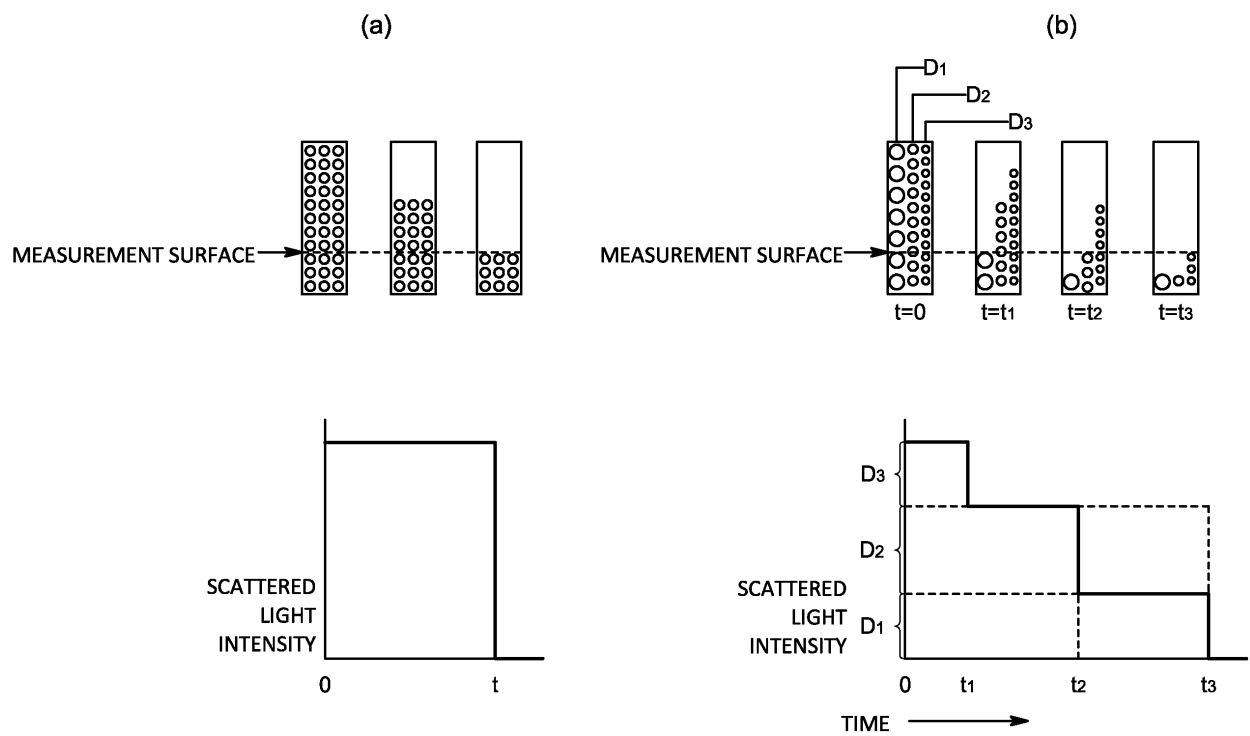 (a)
(b)
D1
D2
D3
MEASUREMENT SURFACE
MEASUREMENT SURFACE
t=0
t=t1
t=t2
t=t3
SCATTERED
LIGHT
INTENSITY
0
t
D3
D2
D1
SCATTERED
LIGHT
INTENSITY
0
t1
t2
t3
TIME